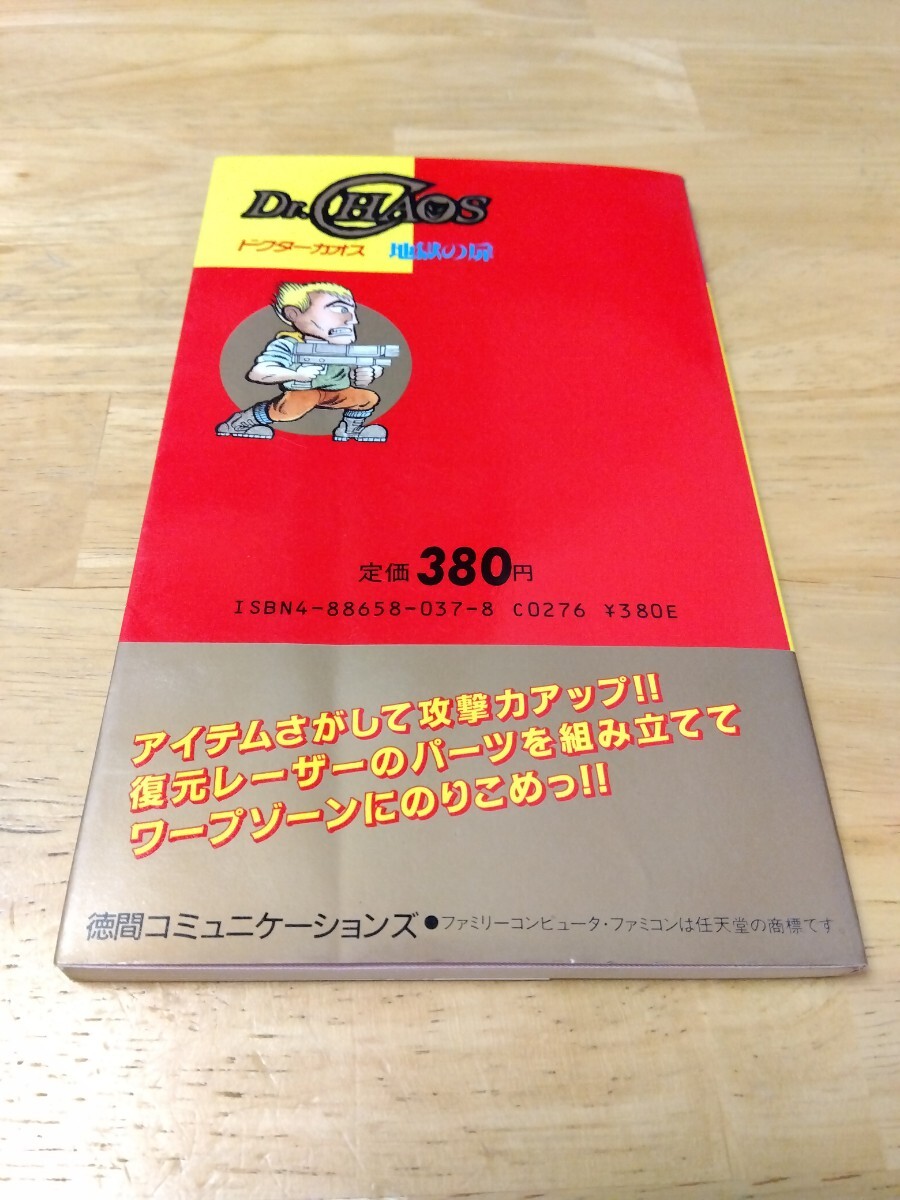 Dr.CHAOS
ドクターカオス 地獄の扉
定価 380円
ISBN4-88658-037-8 C0276 ¥380E
アイテムさがして攻撃力アップ!!
復元レーザーのパーツを組み立てて
ワープゾーンにのりこめっ!!
徳間コミュニケーションズ ●ファミリーコンピュータ・ファミコンは任天堂の商標です